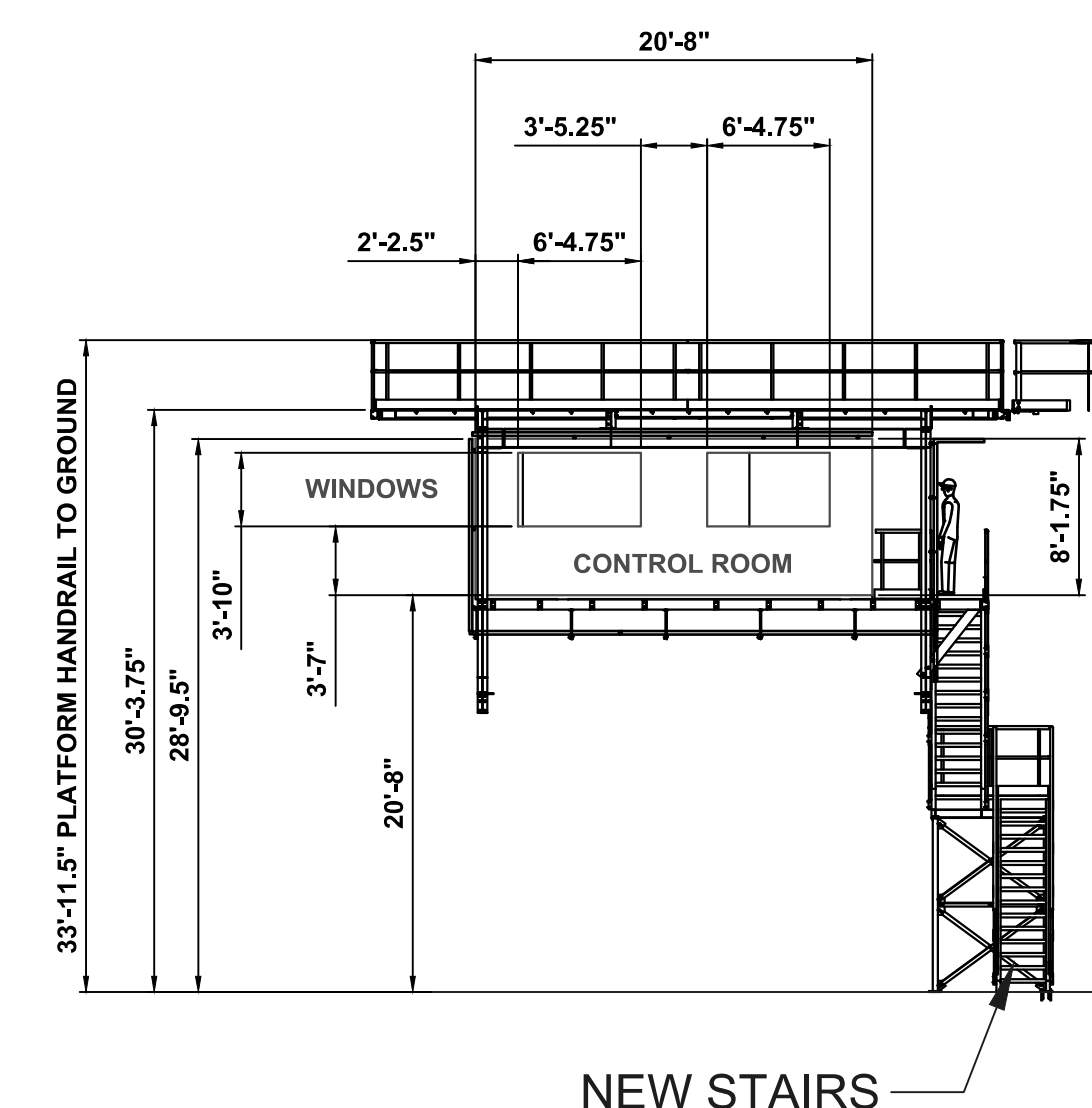 20'-8"
3'-5.25"
6'-4.75"
2'-2.5"
6'-4.75"
33'-11.5" PLATFORM HANDRAIL TO GROUND
30'-3.75"
28'-9.5"
3'-10"
WINDOWS
3'-7"
CONTROL ROOM
8'-1.75"
20'-8"
NEW STAIRS